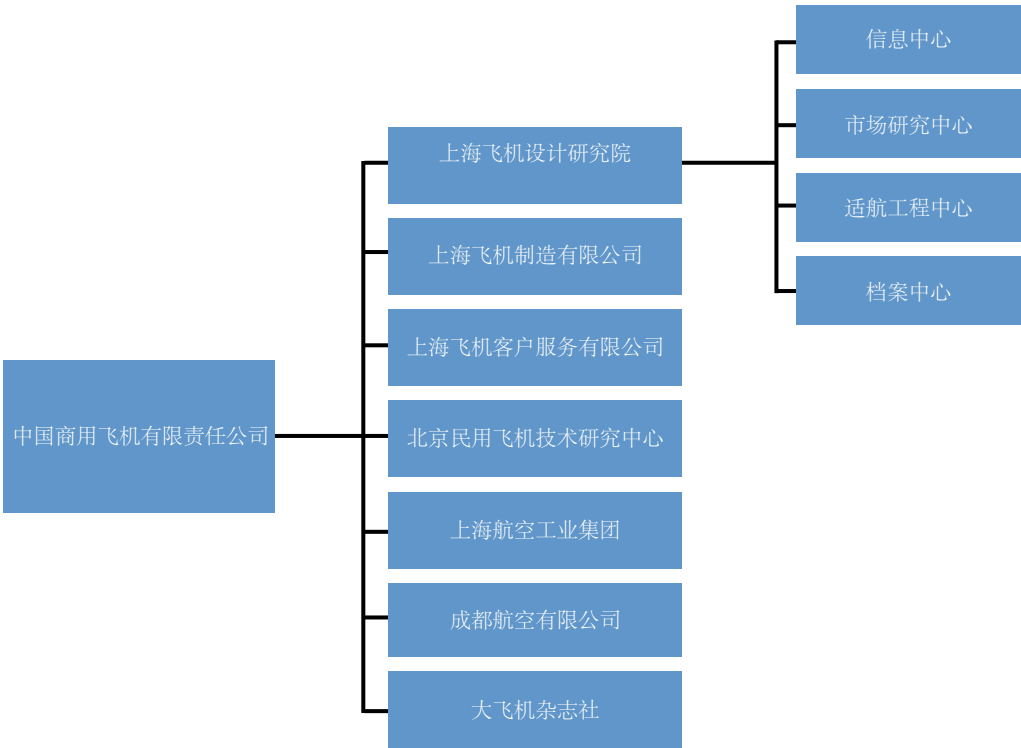 中国商用飞机有限责任公司
上海飞机设计研究院
上海飞机制造有限公司
上海飞机客户服务有限公司
北京民用飞机技术研究中心
上海航空工业集团
成都航空有限公司
大飞机杂志社
信息中心
市场研究中心
适航工程中心
档案中心